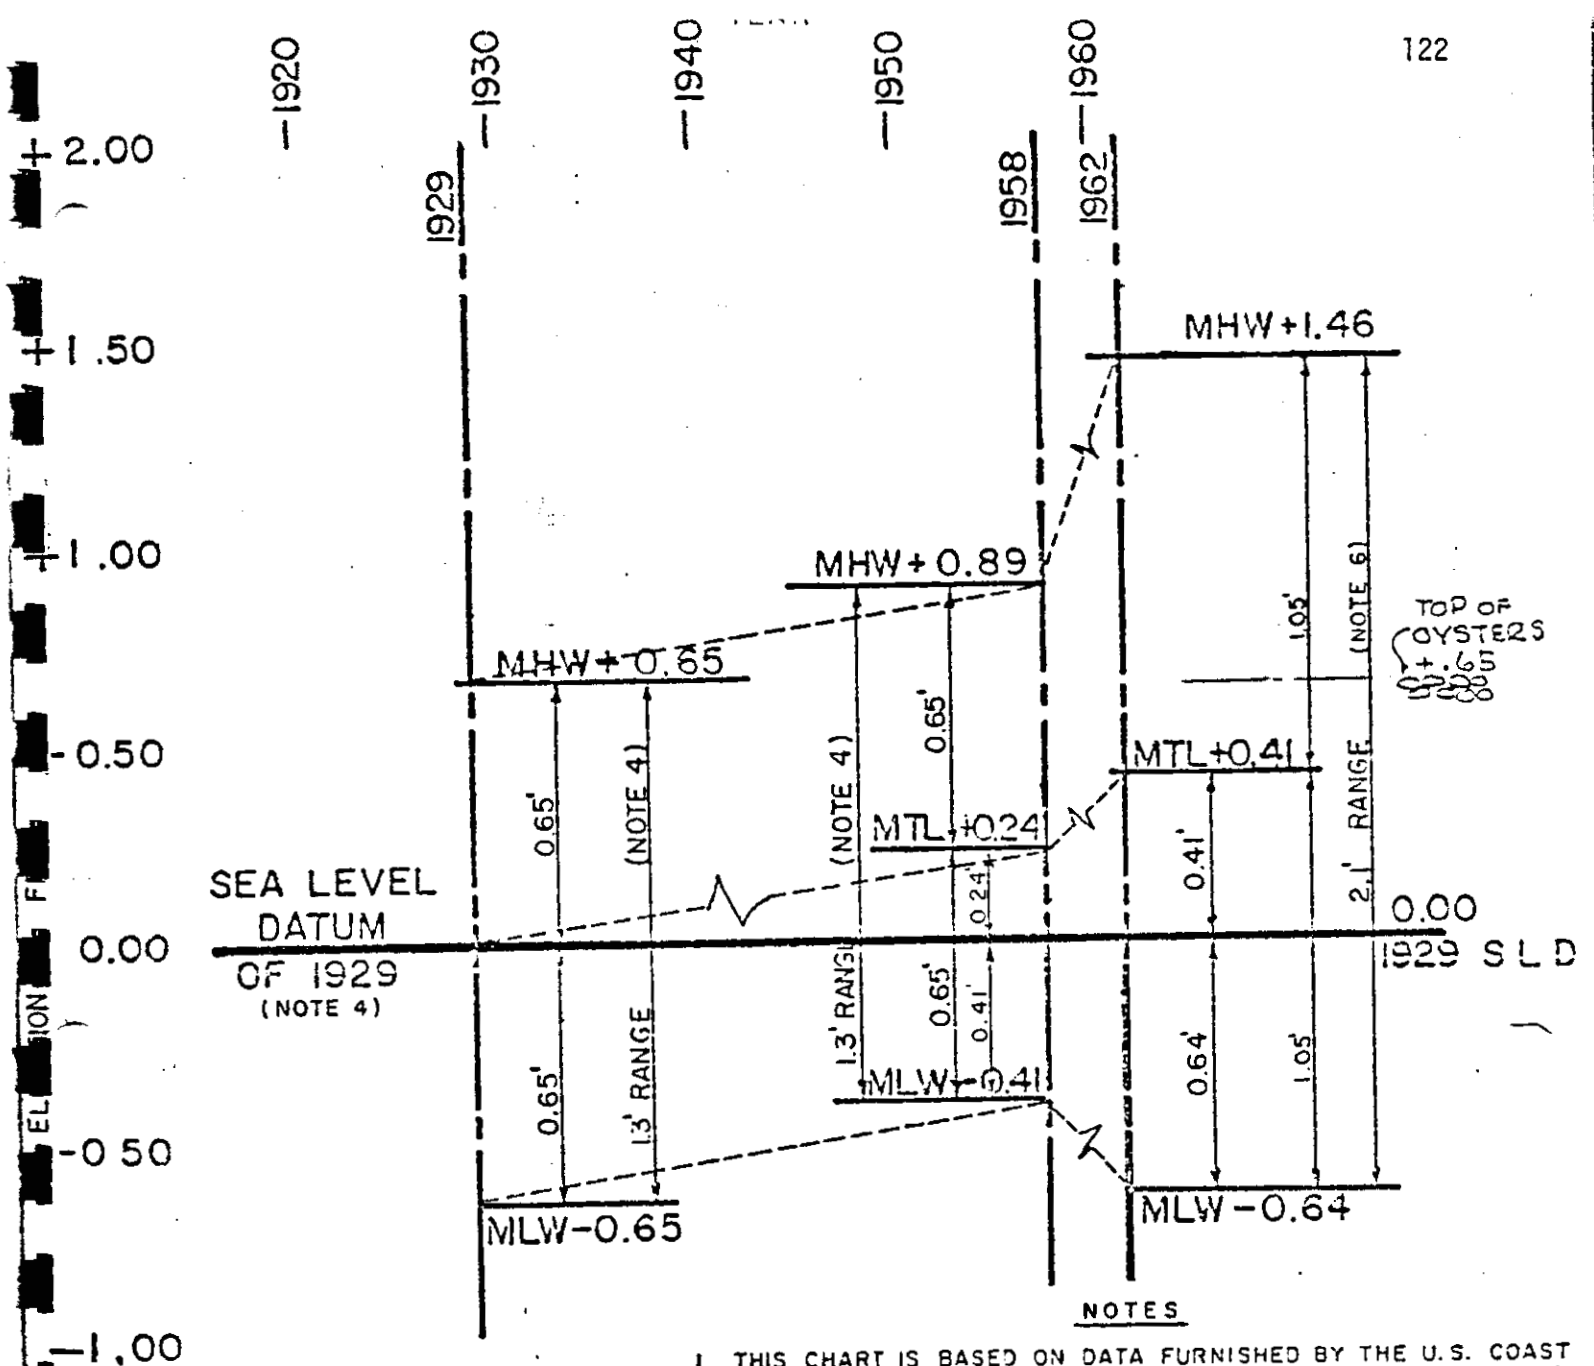 122
—1920
—1930
—1940
—1950
—1960
1929
1958
1962
+ 2.00
+1.50
+1.00
-0.50
0.00
-0 50
-1,00
MHW+1.46
MHW+ 0.89
MHW+ 0.65
TOP OF
OYSTERS
+.65
1.05'
(NOTE 6)
2.1' RANGE
0.65'
(NOTE 4)
0.65'
(NOTE 4)
MTL+0.41
MTL+0.24
0.41'
0.24'
SEA LEVEL
DATUM
OF 1929
(NOTE 4)
0.00
1929 S L D
0.65'
1.3' RANGE
1.3' RANGE
0.65'
0.41'
0.64'
1.05'
MLW-0.41
MLW-0.65
MLW-0.64
NOTES
1 THIS CHART IS BASED ON DATA FURNISHED BY THE U.S. COAST